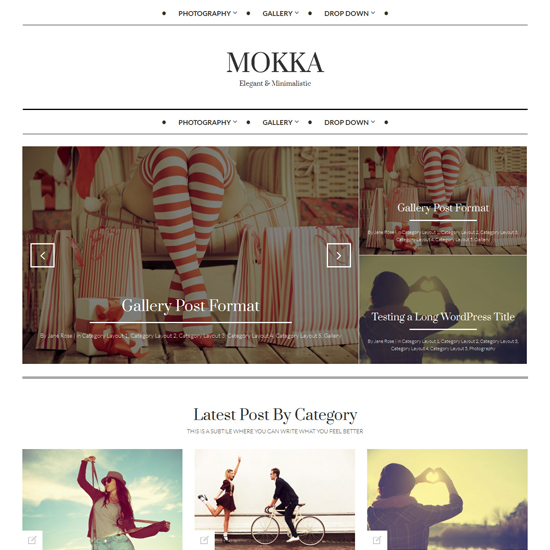 PHOTOGRAPHY GALLERY DROP DOWN
MOKKA
Elegant & Minimalistic
PHOTOGRAPHY GALLERY DROP DOWN
Gallery Post Format
By Jane Rose | In Category Layout 1, Category Layout 2, Category Layout 3, Category Layout 4, Category Layout 5, Gallery
Gallery Post Format
By Jane Rose | In Category Layout 1, Category Layout 2, Category Layout 3,
Category Layout 4, Category Layout 5, Gallery
Testing a Long WordPress Title
By Jane Rose | In Category Layout 1, Category Layout 2, Category Layout 3,
Category Layout 4, Category Layout 5, Photography
Latest Post By Category
THIS IS A SUBTILE WHERE YOU CAN WRITE WHAT YOU FEEL BETTER